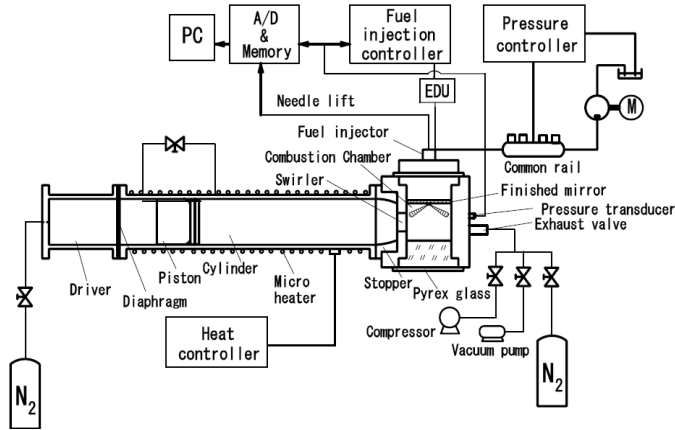 PC
A/D
&
Memory
Fuel
injection
controller
Pressure
controller
EDU
M
Needle lift
Fuel injector
Combustion Chamber
Swirler
Common rail
Finished mirror
Pressure transducer
Exhaust valve
Driver
Diaphragm
Piston
Cylinder
Micro
heater
Stopper
Pyrex glass
Compressor
Vacuum pump
Heat
controller
N2
N2